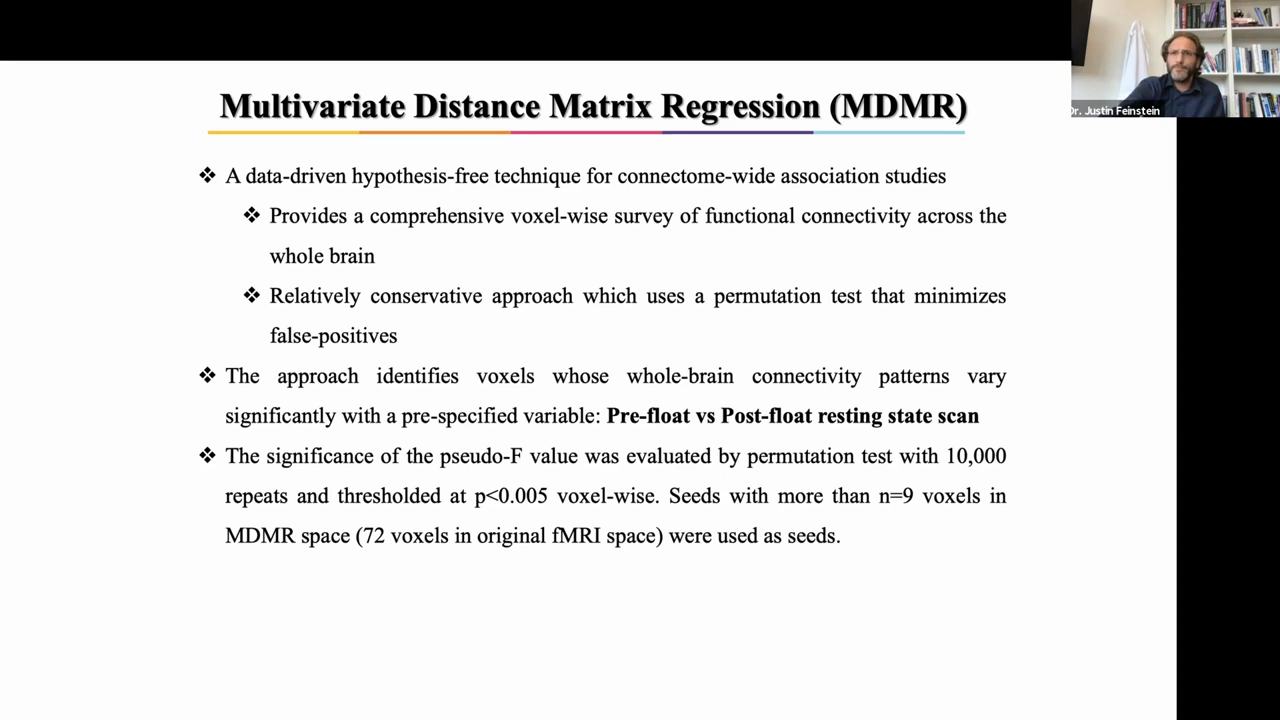 Multivariate Distance Matrix Regression (MDMR)
❖ A data-driven hypothesis-free technique for connectome-wide association studies
❖ Provides a comprehensive voxel-wise survey of functional connectivity across the
whole brain
❖ Relatively conservative approach which uses a permutation test that minimizes
false-positives
❖ The approach identifies voxels whose whole-brain connectivity patterns vary
significantly with a pre-specified variable: Pre-float vs Post-float resting state scan
❖ The significance of the pseudo-F value was evaluated by permutation test with 10,000
repeats and thresholded at p<0.005 voxel-wise. Seeds with more than n=9 voxels in
MDMR space (72 voxels in original fMRI space) were used as seeds.
Dr. Justin Feinstein